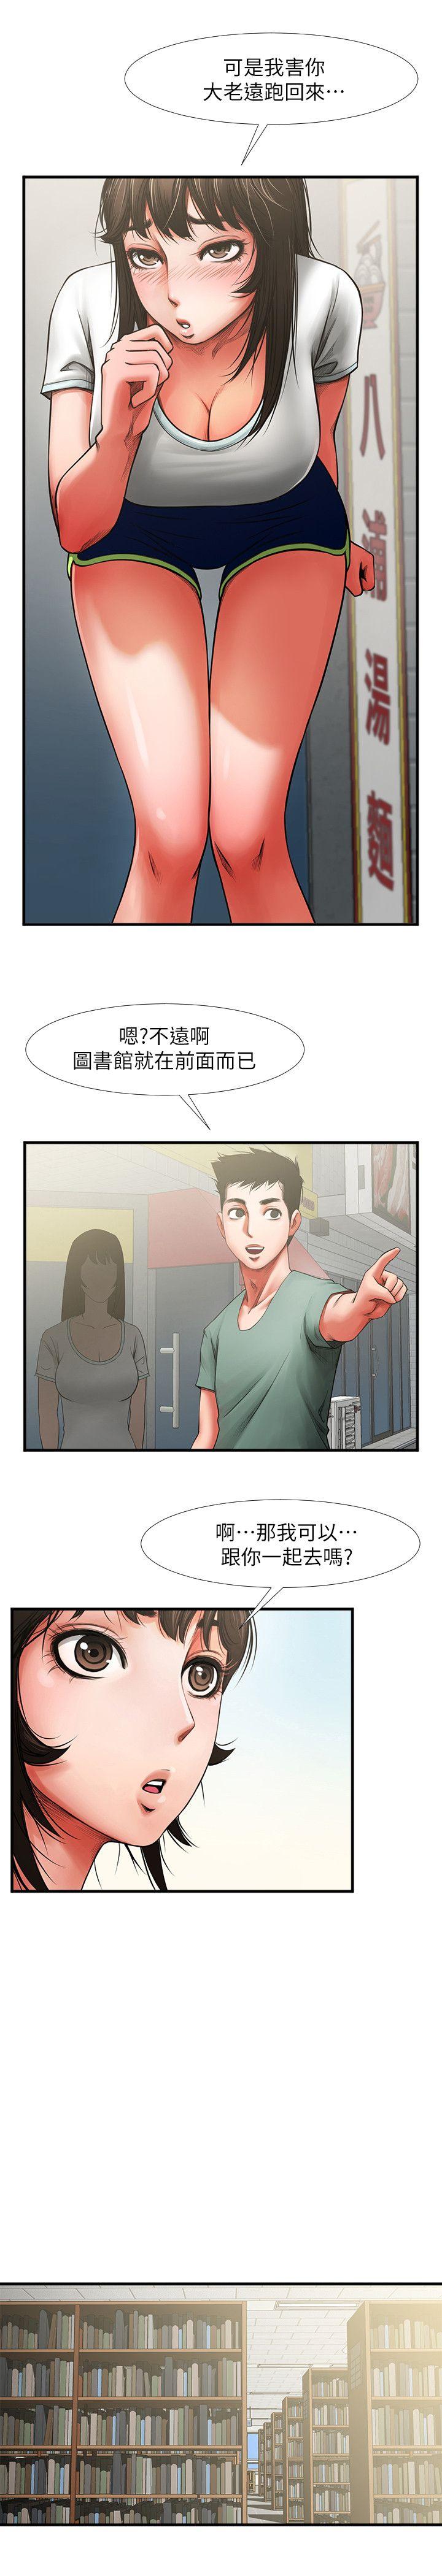 可是我害你
大老遠跑回來⋯
八
湯
麵
嗯?不遠啊
圖書館就在前面而已
啊⋯那我可以⋯
跟你一起去嗎?